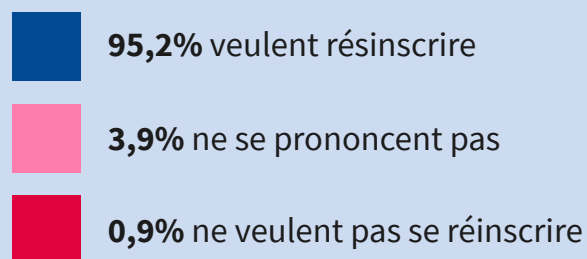 95,2% veulent résinscrire
3,9% ne se prononcent pas
0,9% ne veulent pas se réinscrire